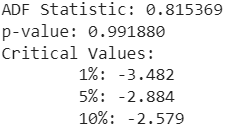 ADF Statistic: 0.815369
p-value: 0.991880
Critical Values:
1%: -3.482
5%: -2.884
10%: -2.579